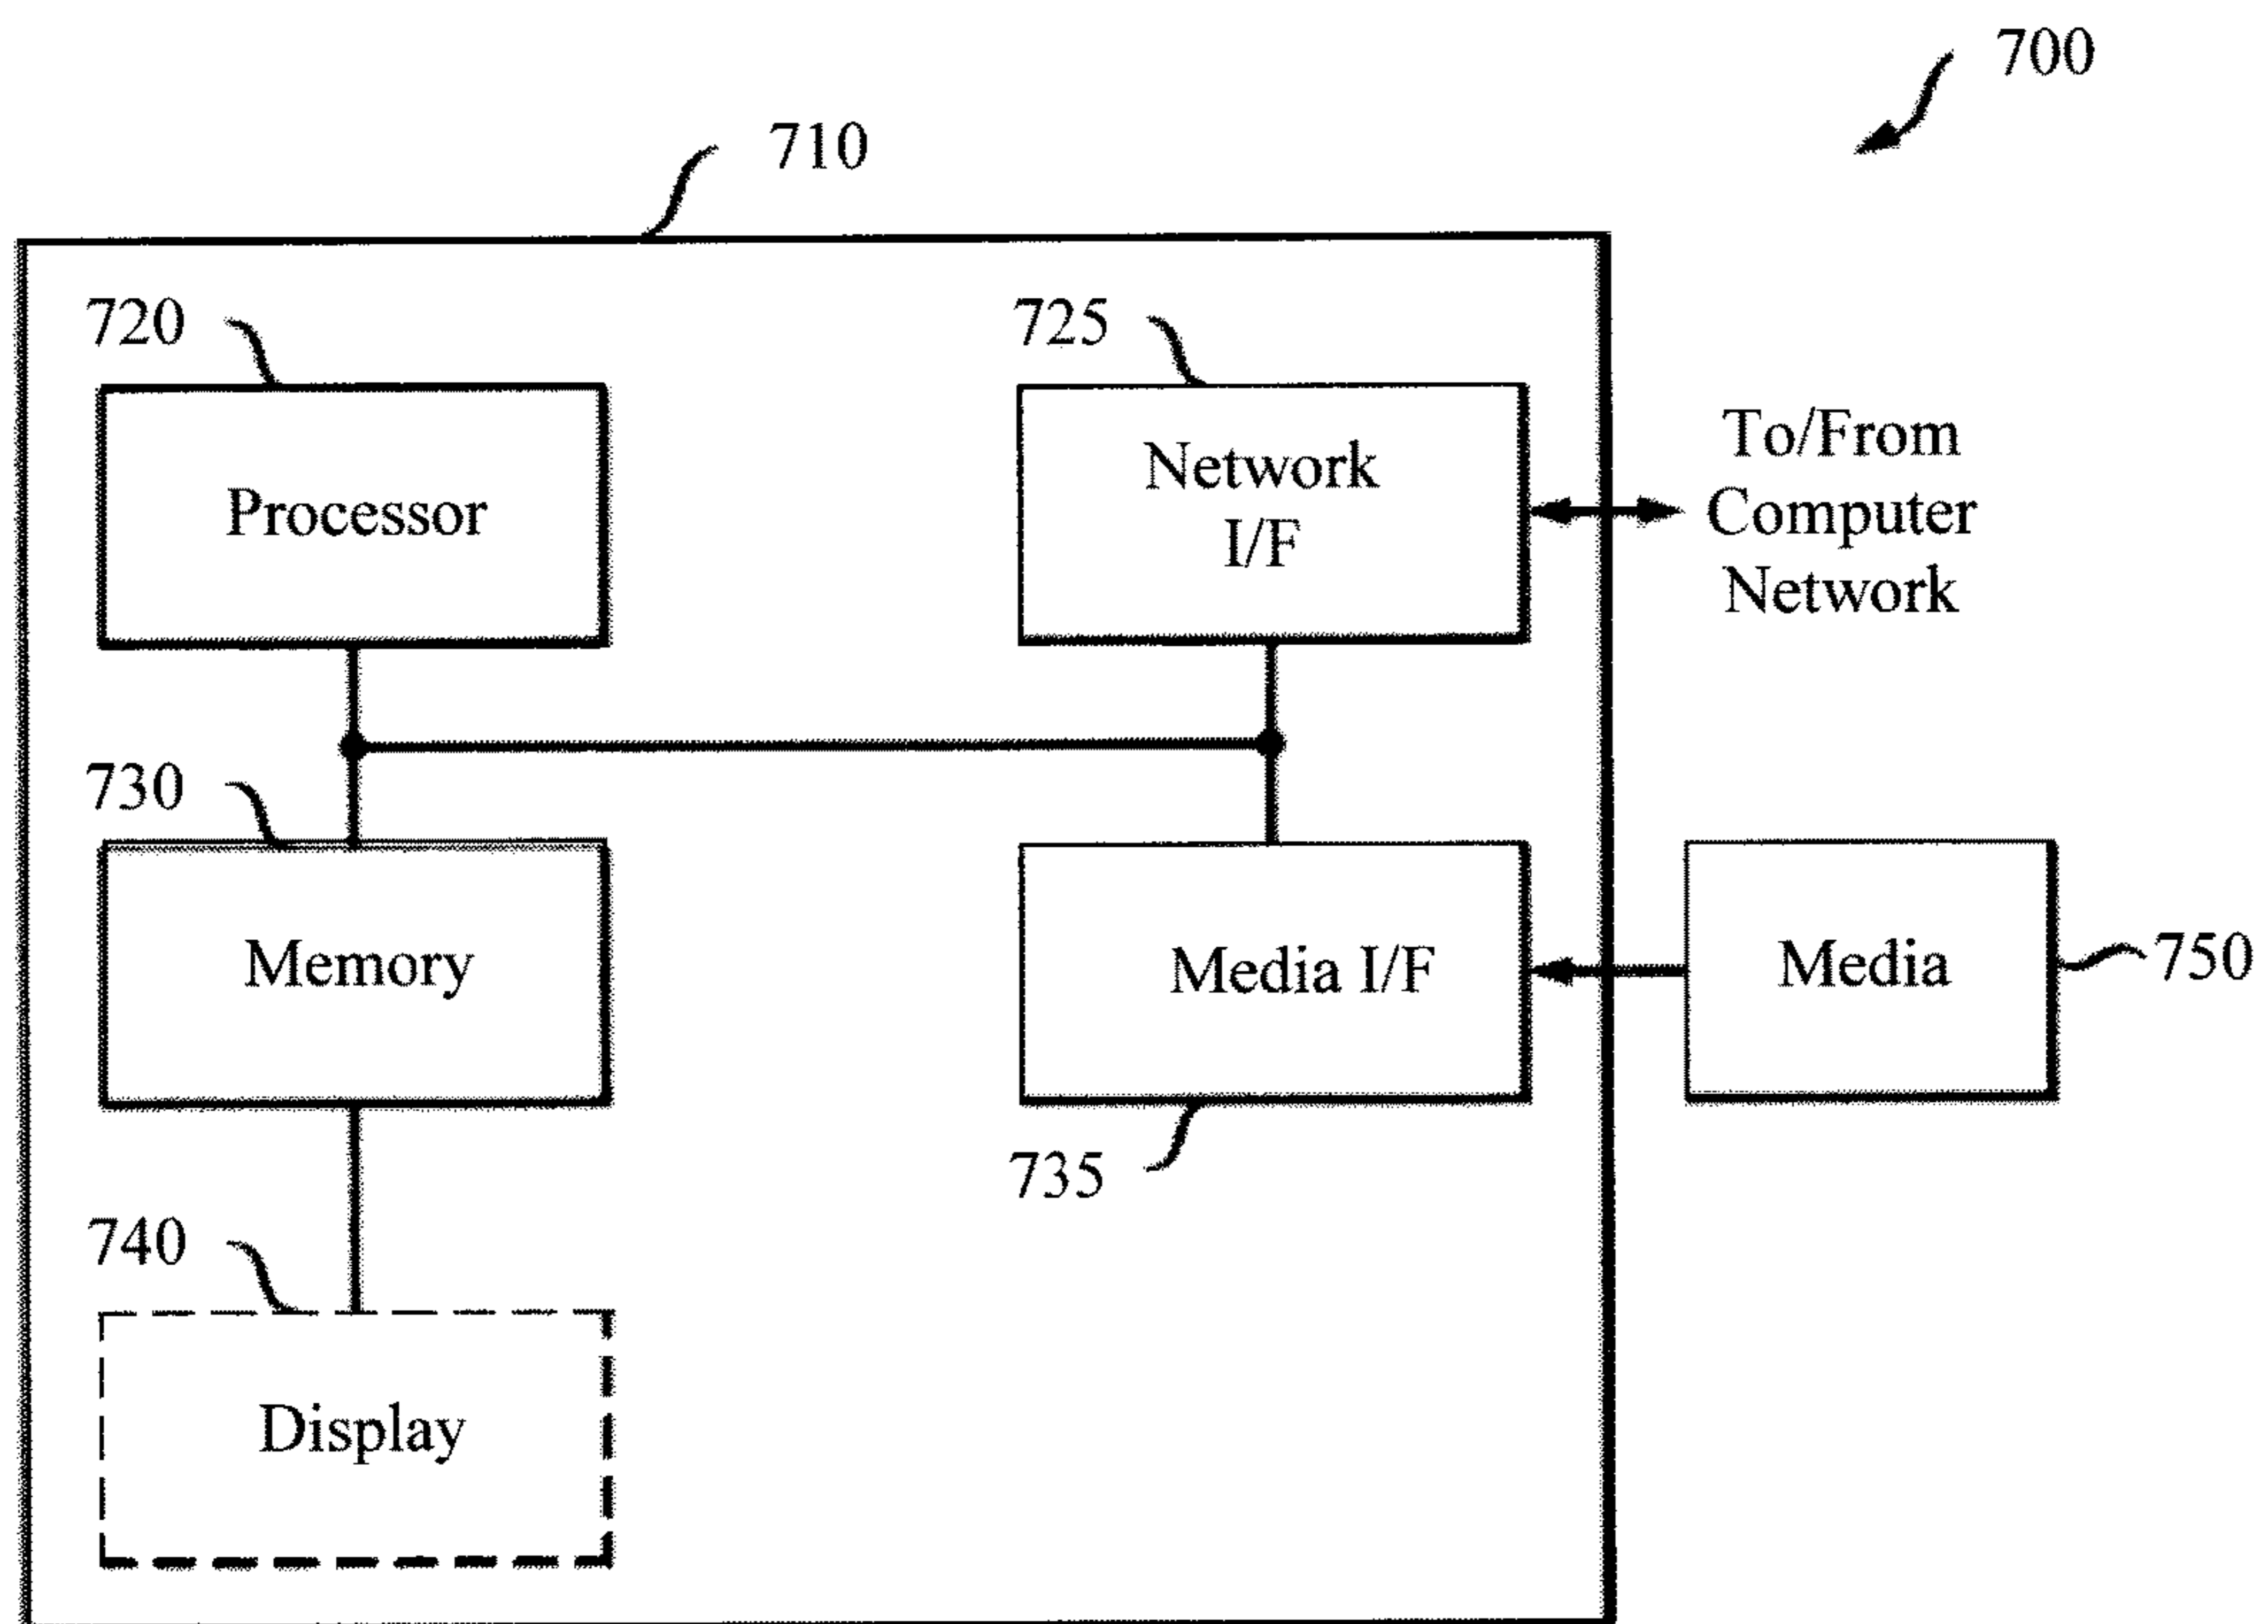 700
710
720
725
Processor
Network
I/F
To/From
Computer
Network
730
Memory
Media I/F
Media
750
735
740
Display